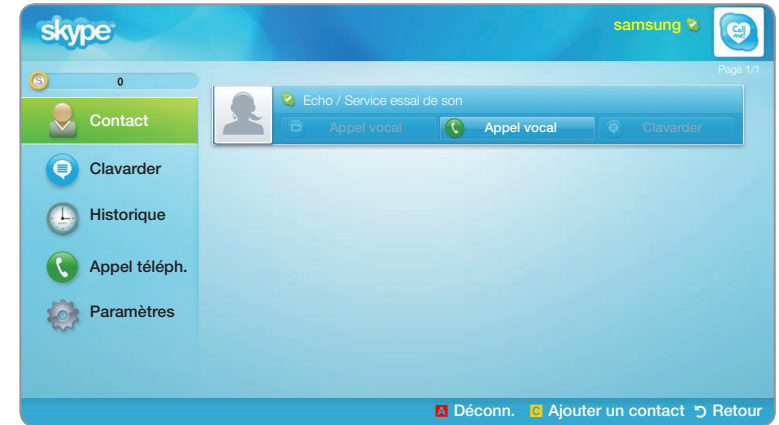 skype
samsung
Call me!
Page 1/1
S 0
Contact
Clavarder
Historique
Appel téléph.
Paramètres
Echo / Service essai de son
Appel vocal Appel vocal Clavarder
A Déconn. C Ajouter un contact Retour